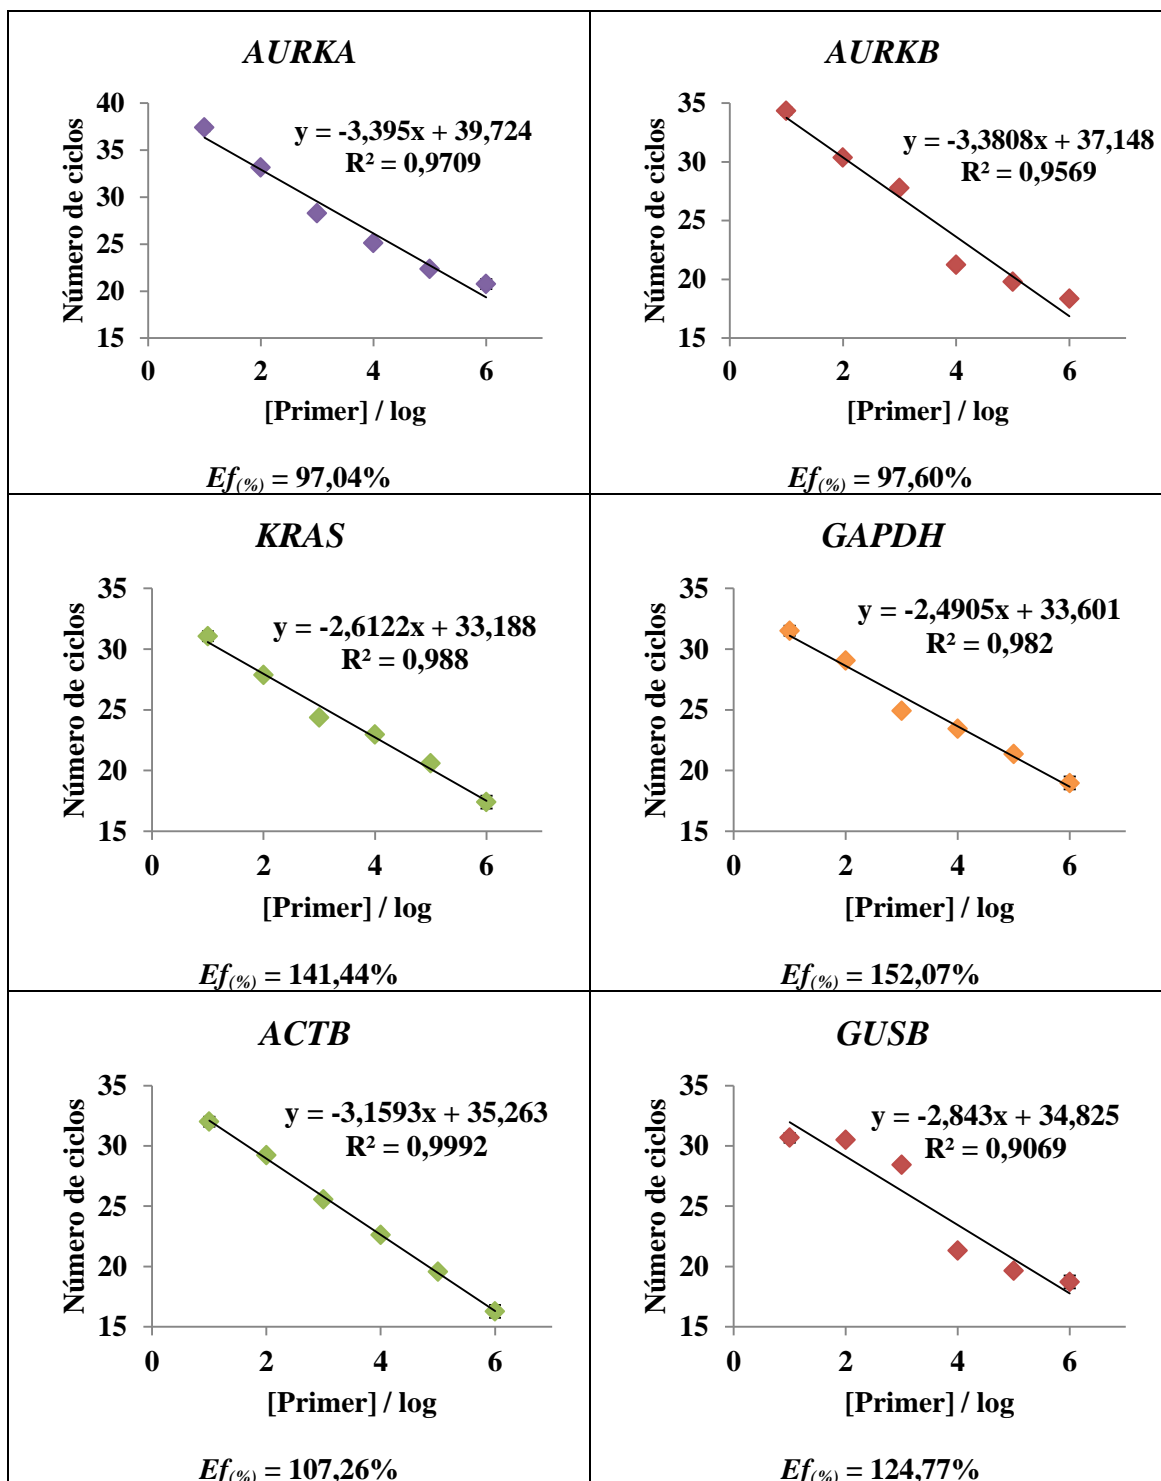 AURKA
40
35
30
25
20
15
0
2
4
6
Número de ciclos
[Primer] / log
y = -3,395x + 39,724
R² = 0,9709
Ef(%) = 97,04%
AURKB
35
30
25
20
15
0
2
4
6
Número de ciclos
[Primer] / log
y = -3,3808x + 37,148
R² = 0,9569
Ef(%) = 97,60%
KRAS
35
30
25
20
15
0
2
4
6
Número de ciclos
[Primer] / log
y = -2,6122x + 33,188
R² = 0,988
Ef(%) = 141,44%
GAPDH
35
30
25
20
15
0
2
4
6
Número de ciclos
[Primer] / log
y = -2,4905x + 33,601
R² = 0,982
Ef(%) = 152,07%
ACTB
35
30
25
20
15
0
2
4
6
Número de ciclos
[Primer] / log
y = -3,1593x + 35,263
R² = 0,9992
Ef(%) = 107,26%
GUSB
35
30
25
20
15
0
2
4
6
Número de ciclos
[Primer] / log
y = -2,843x + 34,825
R² = 0,9069
Ef(%) = 124,77%